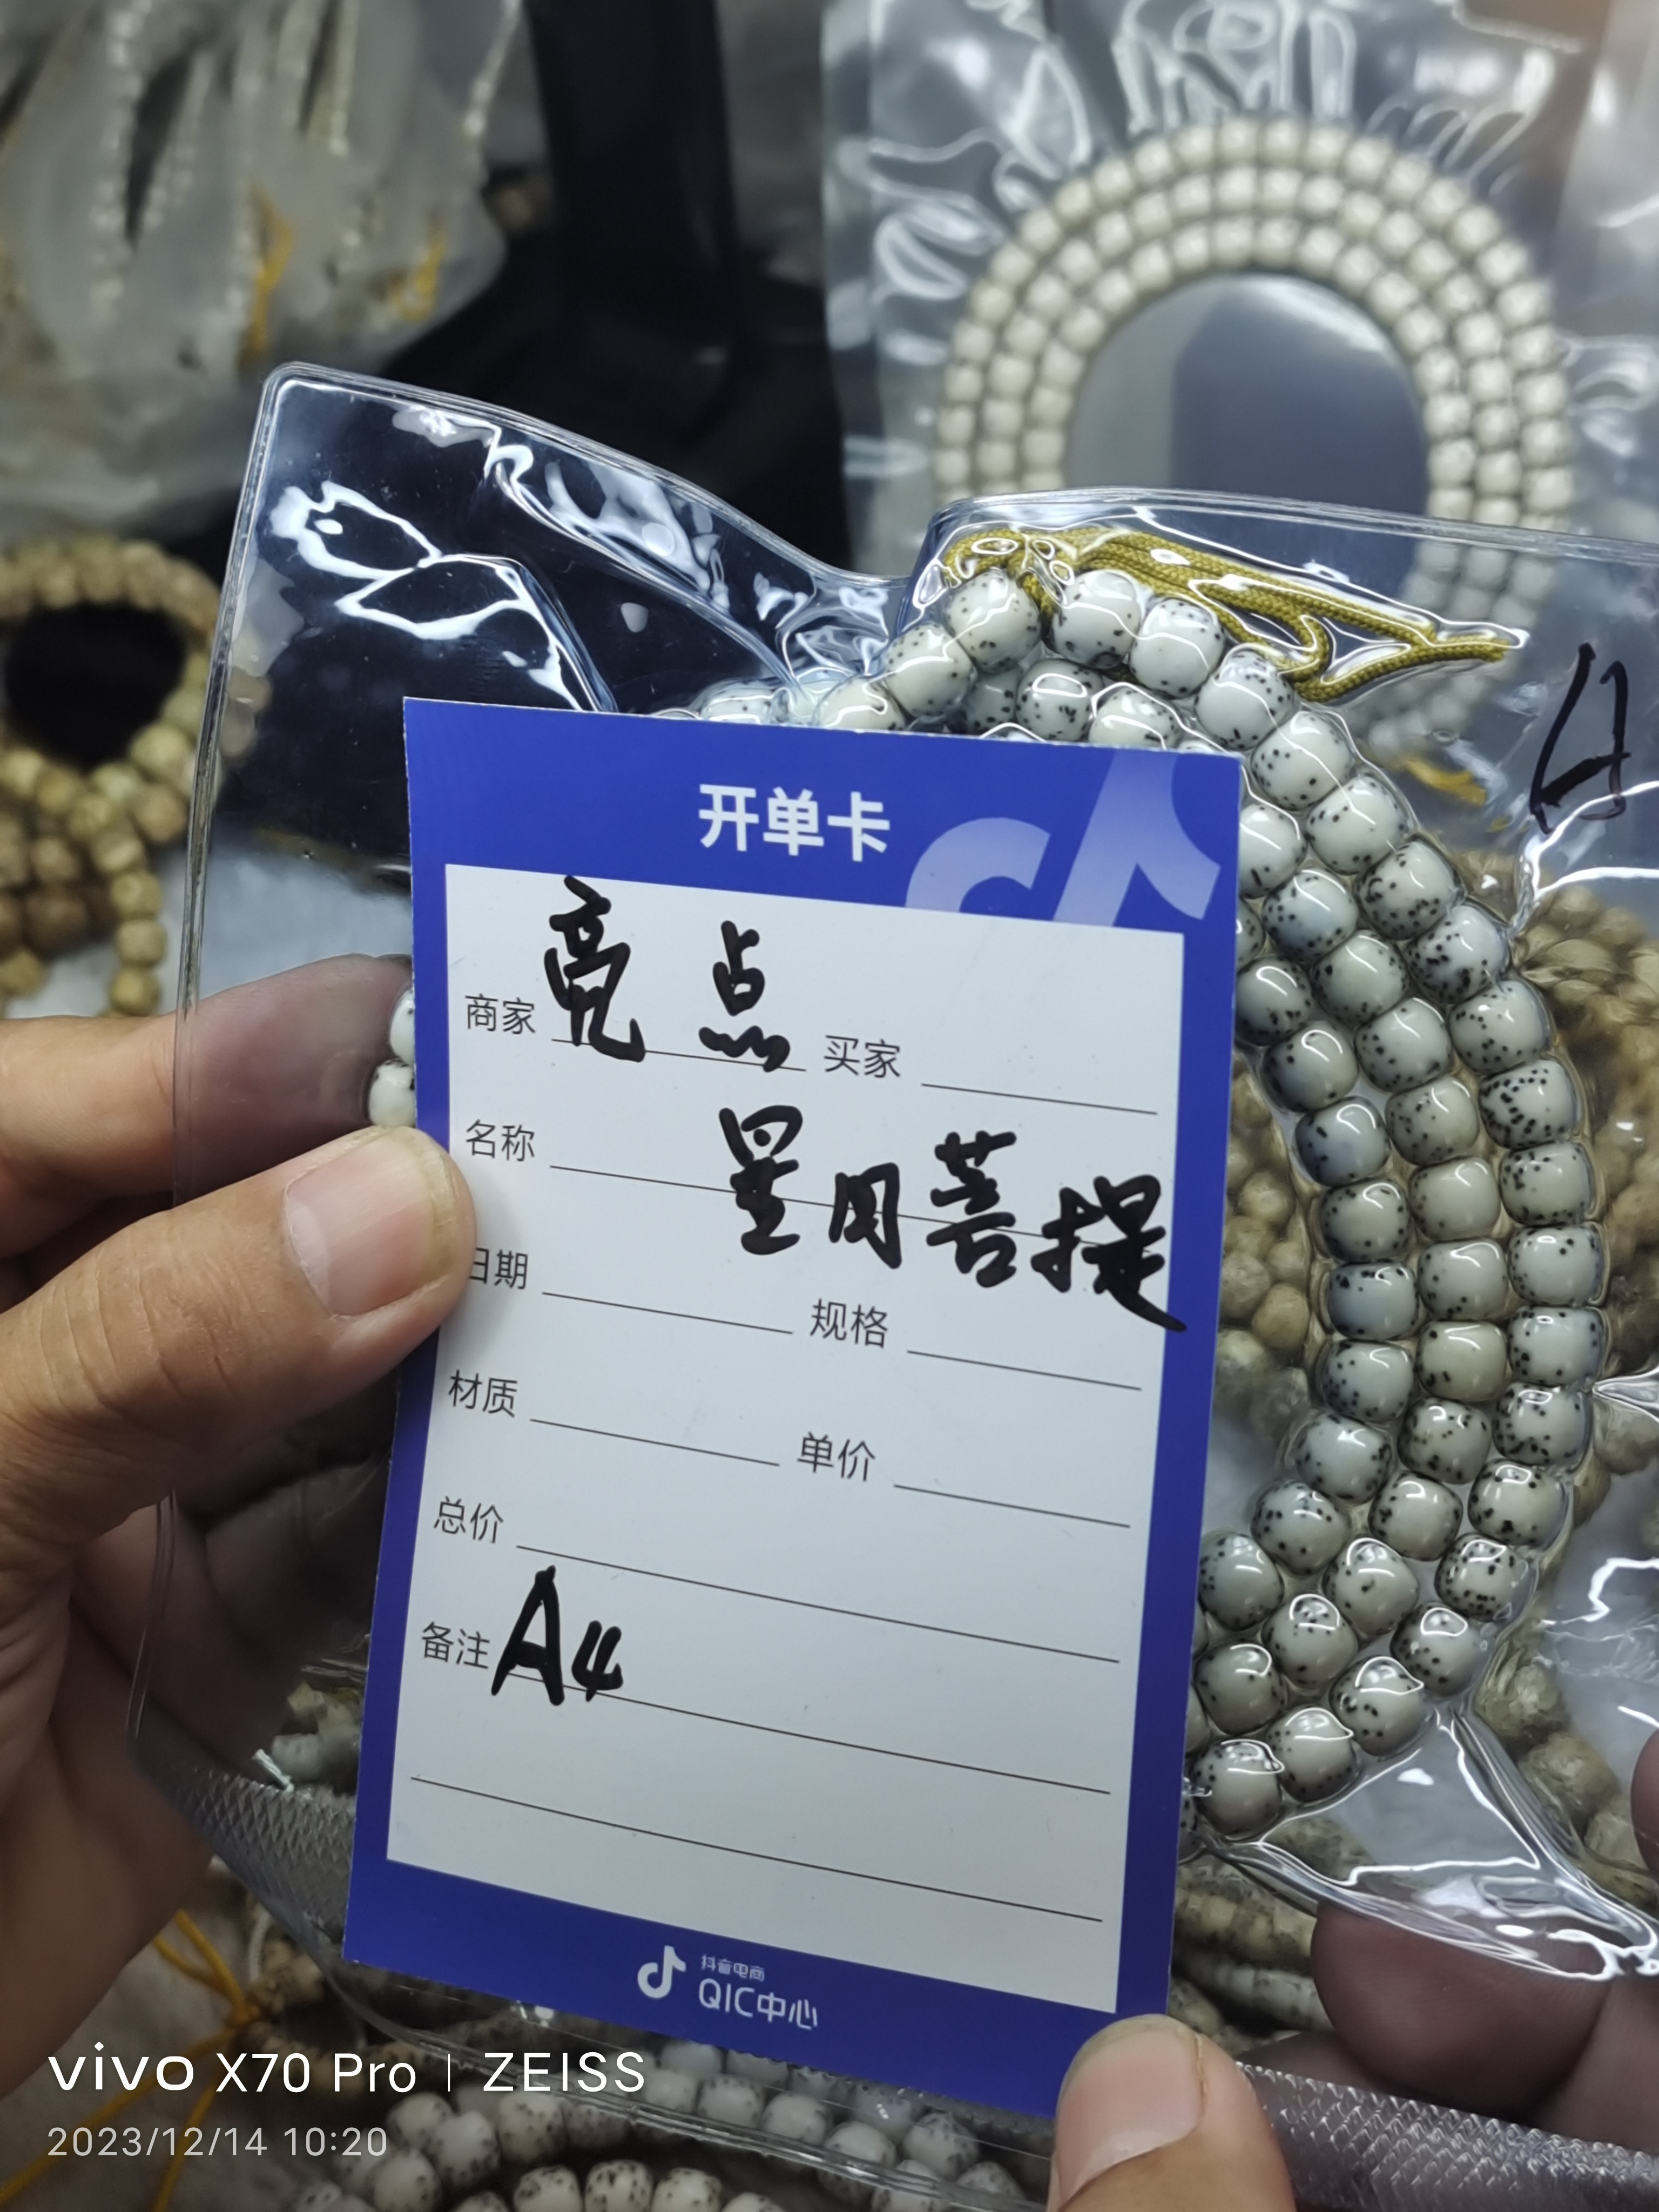 开单卡
商家 亮点 买家
名称 星月菩提
日期 规格
材质 单价
总价
备注 A4
抖音电商
QIC中心
vivo X70 Pro | ZEISS
2023/12/14 10:20